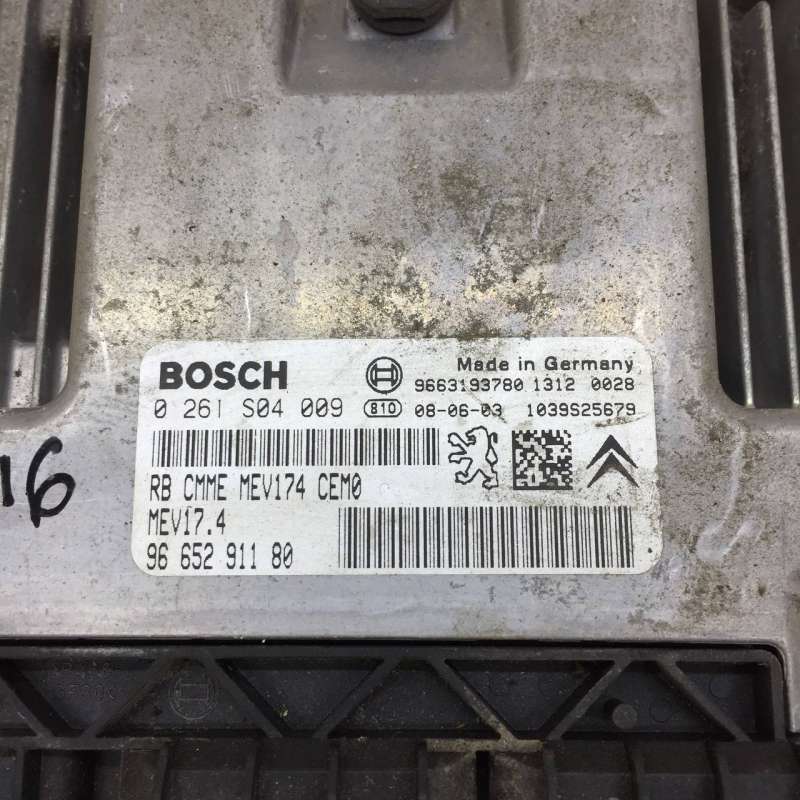 BOSCH
Made in Germany
9663193780 1312 0028
0 261 S04 009
810
08-06-03
1039S25679
RB CMME MEV174 CEM0
MEV17.4
96 652 911 80
16